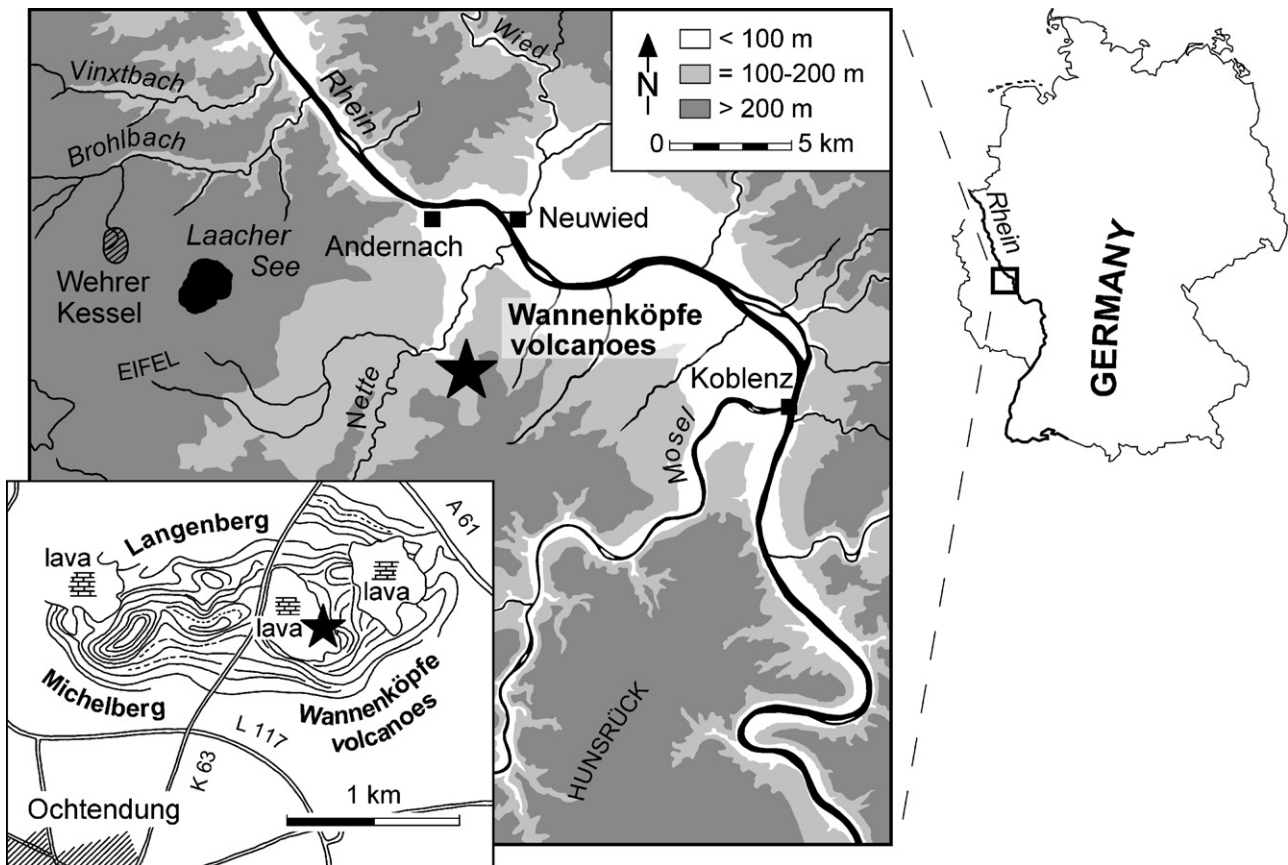 Vinxtbach
Brohlbach
Wied
Rhein
N
< 100 m
= 100-200 m
> 200 m
0 5 km
Neuwied
Andernach
Laacher
See
Wehrer
Kessel
Wannenköpfe
volcanoes
EIFEL
Nette
Koblenz
Mosel
HUNSRÜCK
Langenberg
lava
lava
lava
A 61
Michelberg
Wannenköpfe
volcanoes
L 117
K 63
Ochtendung
1 km
Rhein
GERMANY